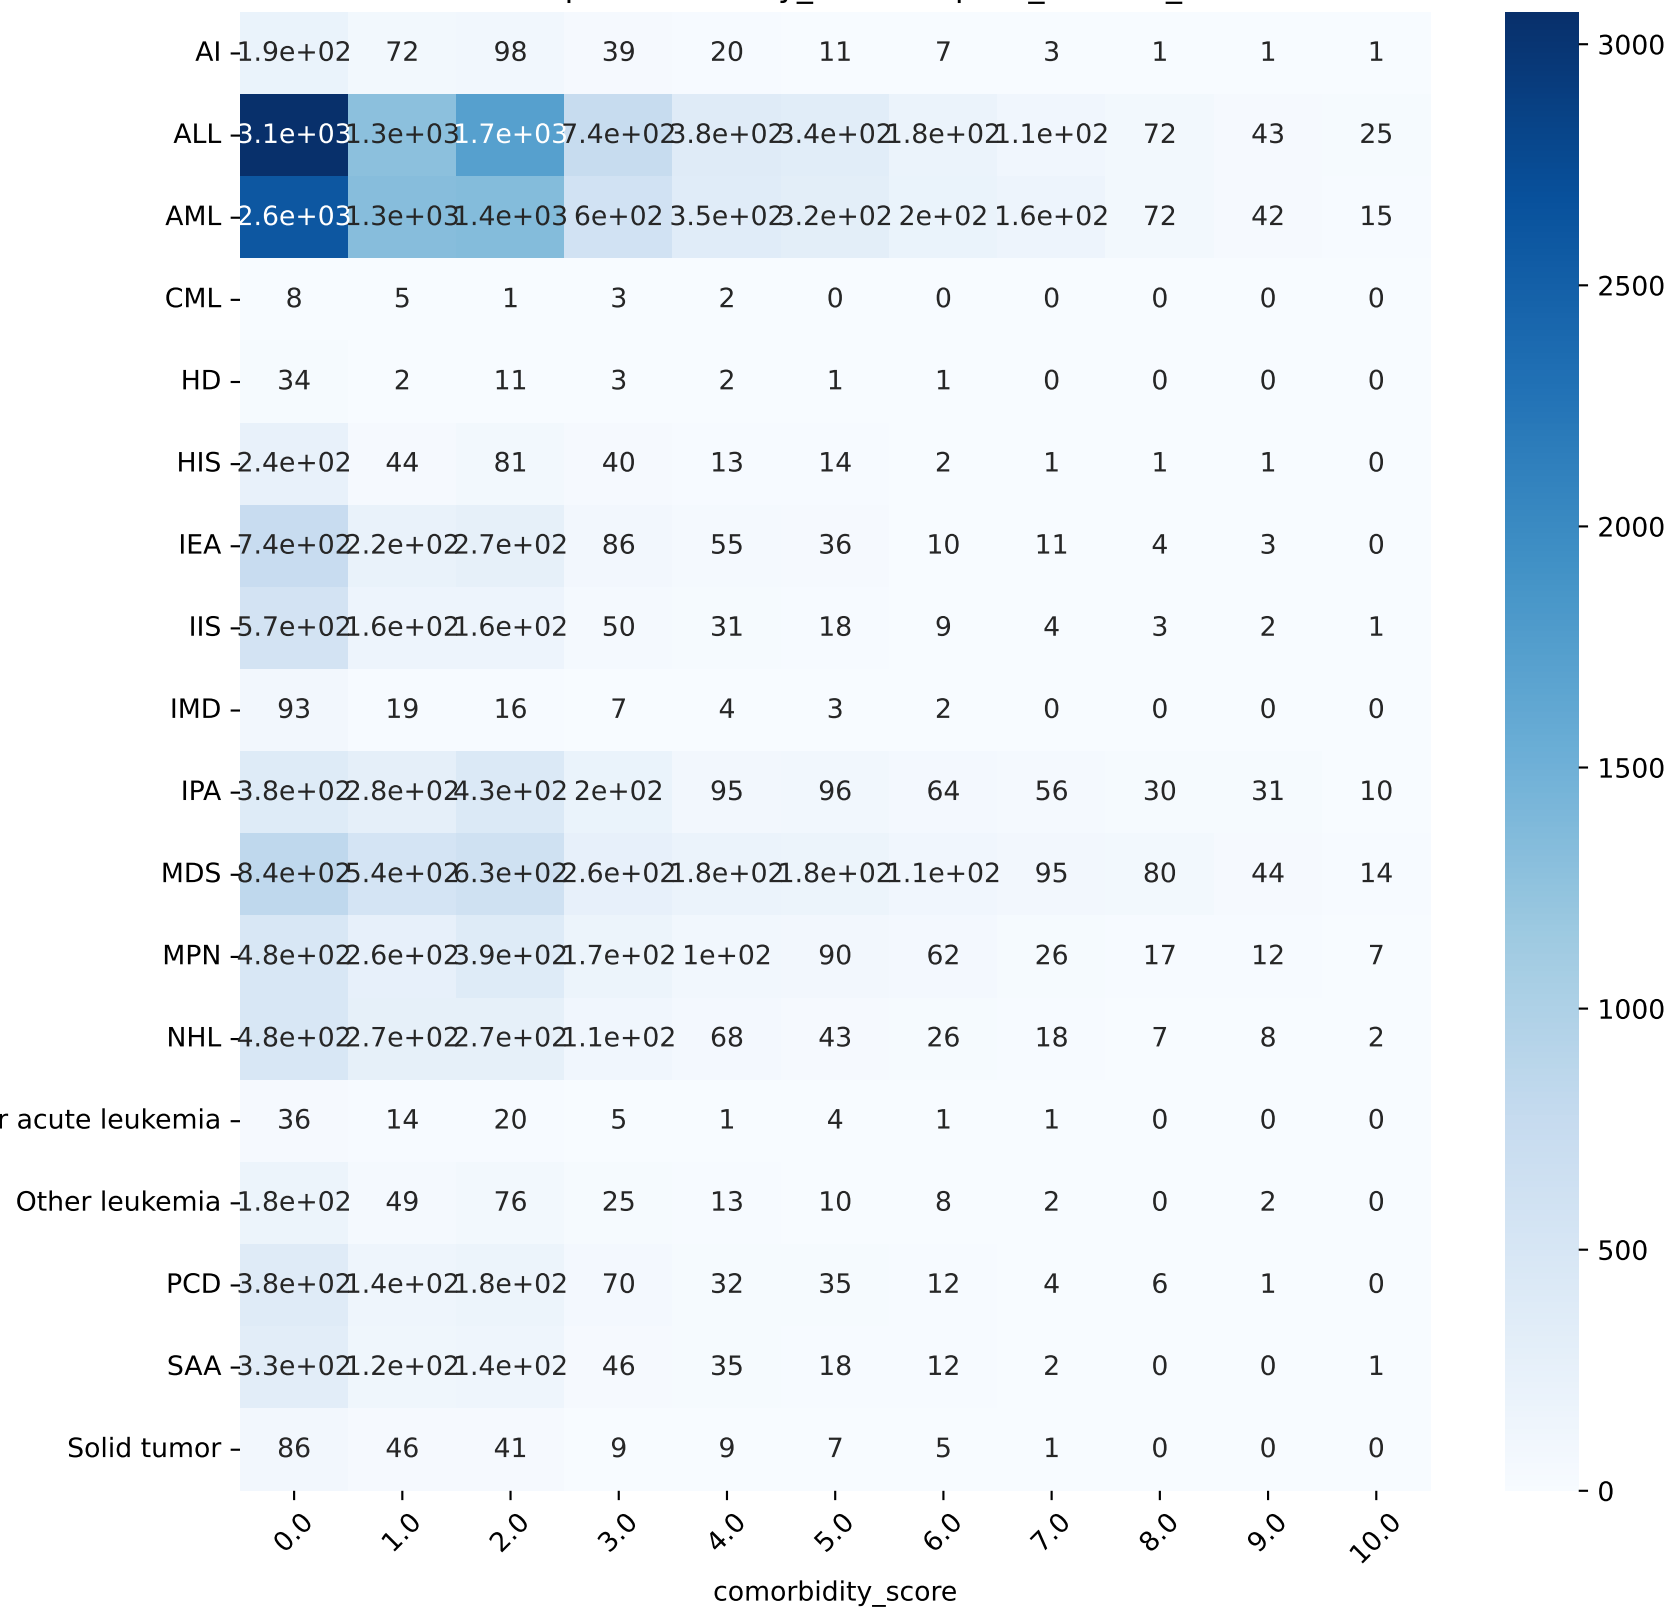 AI 1.9e+02 72 98 39 20 11 7 3 1 1 1
ALL 3.1e+03 1.3e+03 1.7e+03 7.4e+02 3.8e+02 3.4e+02 1.8e+02 1.1e+02 72 43 25
AML 2.6e+03 1.3e+03 1.4e+03 6e+02 3.5e+02 3.2e+02 2e+02 1.6e+02 72 42 15
CML 8 5 1 3 2 0 0 0 0 0 0
HD 34 2 11 3 2 1 1 0 0 0 0
HIS 2.4e+02 44 81 40 13 14 2 1 1 1 0
IEA 7.4e+02 2.2e+02 2.7e+02 86 55 36 10 11 4 3 0
IIS 5.7e+02 1.6e+02 1.6e+02 50 31 18 9 4 3 2 1
IMD 93 19 16 7 4 3 2 0 0 0 0
IPA 3.8e+02 2.8e+02 4.3e+02 2e+02 95 96 64 56 30 31 10
MDS 8.4e+02 5.4e+02 6.3e+02 2.6e+02 1.8e+02 1.8e+02 1.1e+02 95 80 44 14
MPN 4.8e+02 2.6e+02 3.9e+02 1.7e+02 1e+02 90 62 26 17 12 7
NHL 4.8e+02 2.7e+02 2.7e+02 1.1e+02 68 43 26 18 7 8 2
r acute leukemia 36 14 20 5 1 4 1 1 0 0 0
Other leukemia 1.8e+02 49 76 25 13 10 8 2 0 2 0
PCD 3.8e+02 1.4e+02 1.8e+02 70 32 35 12 4 6 1 0
SAA 3.3e+02 1.2e+02 1.4e+02 46 35 18 12 2 0 0 1
Solid tumor 86 46 41 9 9 7 5 1 0 0 0
0.0 1.0 2.0 3.0 4.0 5.0 6.0 7.0 8.0 9.0 10.0
comorbidity_score
3000
2500
2000
1500
1000
500
0